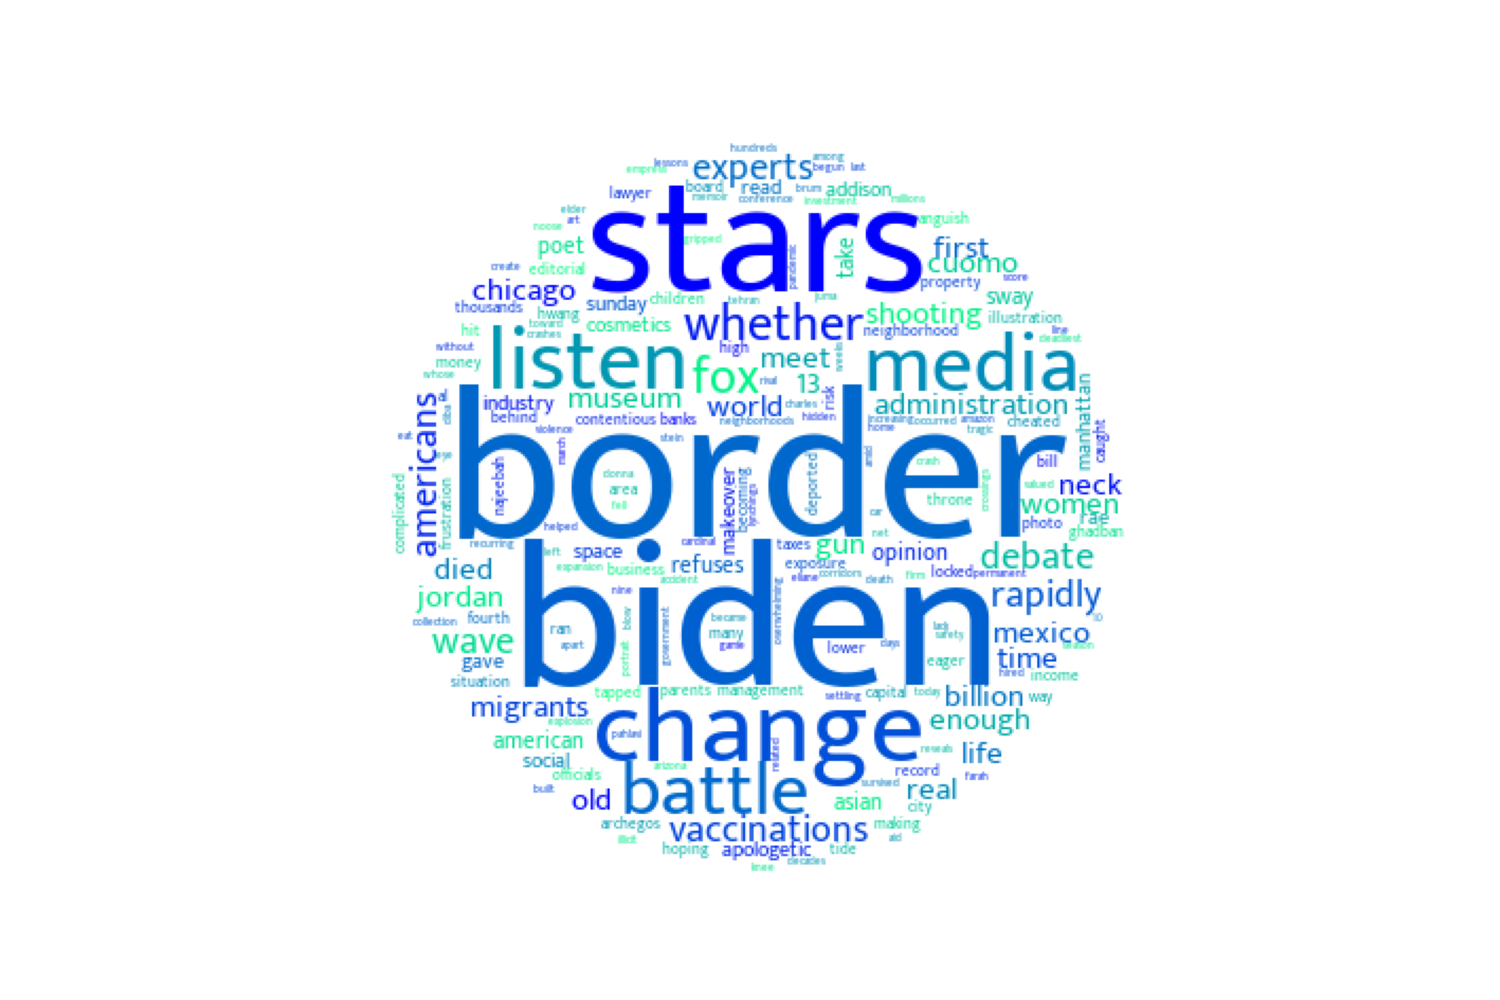 hundreds
lessons experts among
empress begun last
lawyer board read brum addison
memoir conference investment millions
elder stars vanguish
art
noose gripped
poet take first
cuomo
create editorial pandemic
chicago property score
thousands sunday children tehran juma sway
hwang cosmetics whether shooting illustration
hit toward neighborhood line
crashes
without listen high meet weeks media deadliest
money fox
whose rival 13
industry museum world charles risk administration manhattan
behind contentious banks neighborhoods hidden increasing occurred amazon cheated
home tragic
americans violence stein caught
eat border
najeebah donna deported amid crash bill
complicated area makeover becoming throne valued neck
frustration fell lynchings crossings women
car photo
helped net ghadban
recurring cardinal taxes gun opinion debate
left space
expansion business refuses exposure
died accident eliane corridors death firm locked permanent
jordan nine biden rapidly
collection fourth blow became overwhelming 10
ran many lack
wave apart government game lower days safety mexico
gave portrait eager time
situation hired income
tapped parents management settling capital today billion way
migrants change enough
explosion
american pahlavi reveals life
social arizona related record
officials survived farah
built battle real
old asian city
archegos vaccinations making
illicit aid
hoping apologetic tide
knee decades